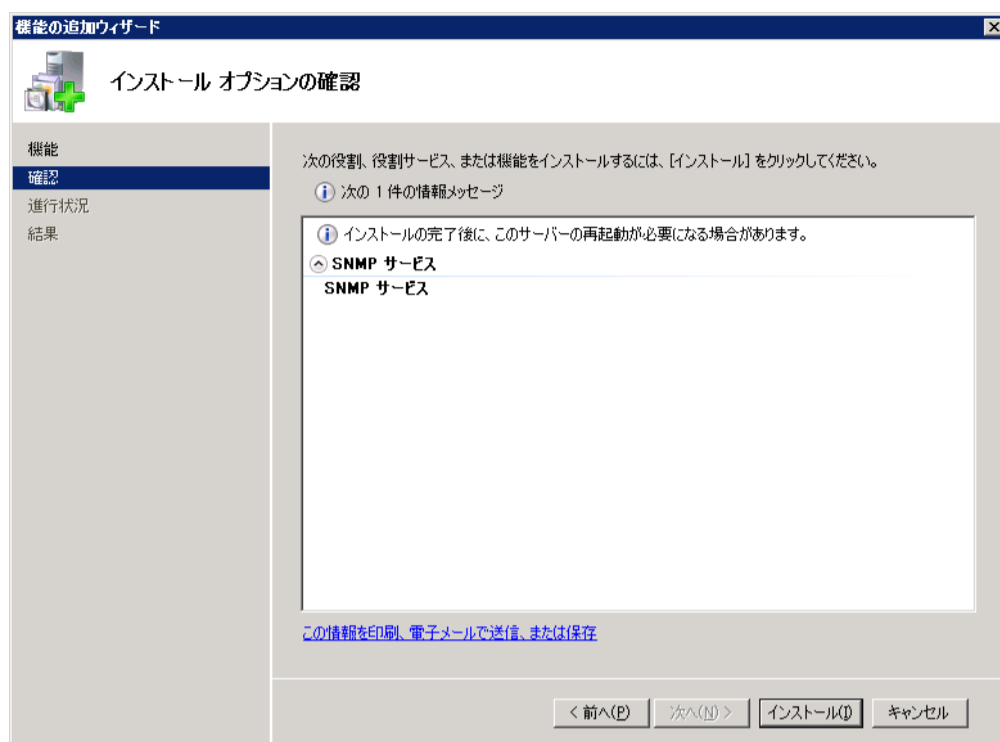 機能の追加ウィザード
インストール オプションの確認
機能
確認
進行状況
結果
次の役割、役割サービス、または機能をインストールするには、[インストール] をクリックしてください。
次の 1 件の情報メッセージ
インストールの完了後に、このサーバーの再起動が必要になる場合があります。
SNMP サービス
SNMP サービス
この情報を印刷、電子メールで送信、または保存
< 前へ(P)
次へ(N) >
インストール(I)
キャンセル